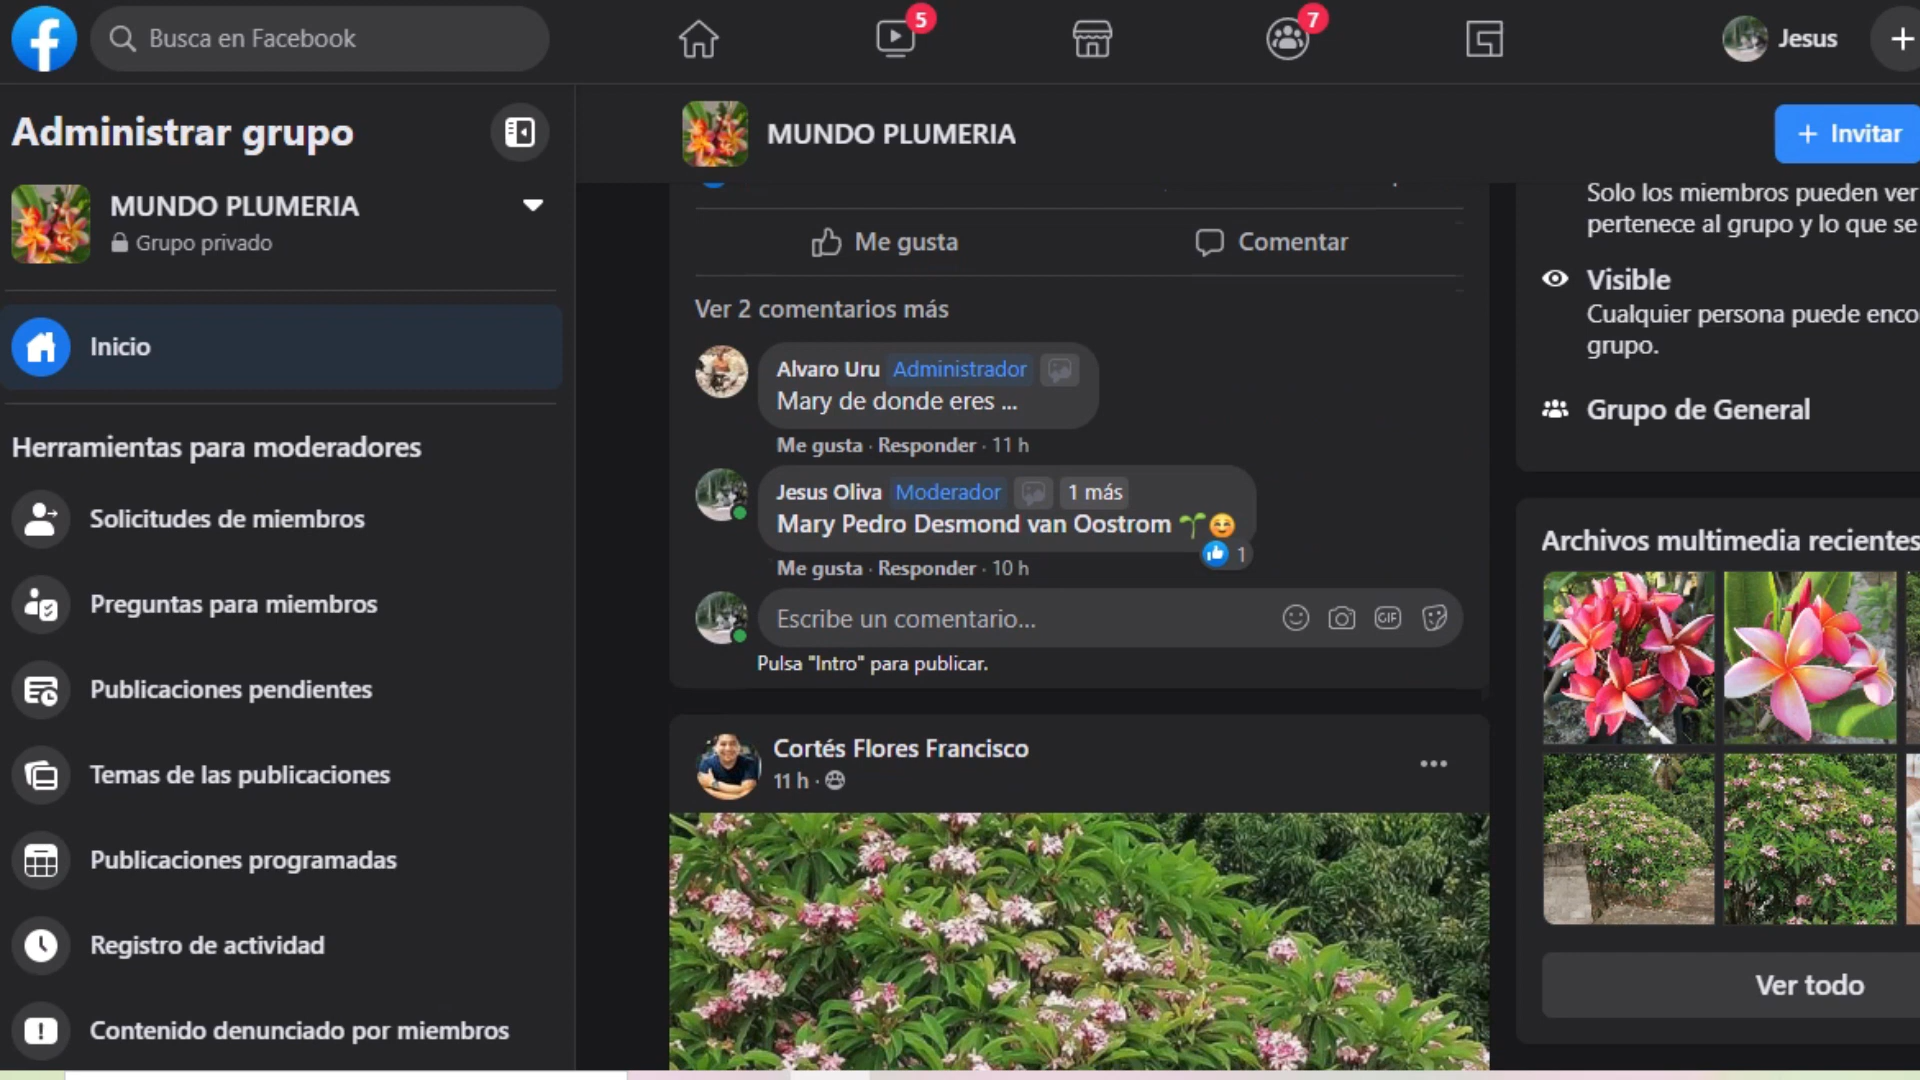 Busca en Facebook
5
7
Jesus
Administrar grupo
MUNDO PLUMERIA
Grupo privado
Inicio
Herramientas para moderadores
Solicitudes de miembros
Preguntas para miembros
Publicaciones pendientes
Temas de las publicaciones
Publicaciones programadas
Registro de actividad
Contenido denunciado por miembros
MUNDO PLUMERIA
+ Invitar
Me gusta
Comentar
Ver 2 comentarios más
Alvaro Uru Administrador
Mary de donde eres ...
Me gusta · Responder · 11 h
Jesus Oliva Moderador 1 más
Mary Pedro Desmond van Oostrom 🌱☺️
1
Me gusta · Responder · 10 h
Escribe un comentario...
GIF
Pulsa "Intro" para publicar.
Cortés Flores Francisco
11 h ·
Solo los miembros pueden ver
pertenece al grupo y lo que se
Visible
Cualquier persona puede enco
grupo.
Grupo de General
Archivos multimedia recientes
Ver todo